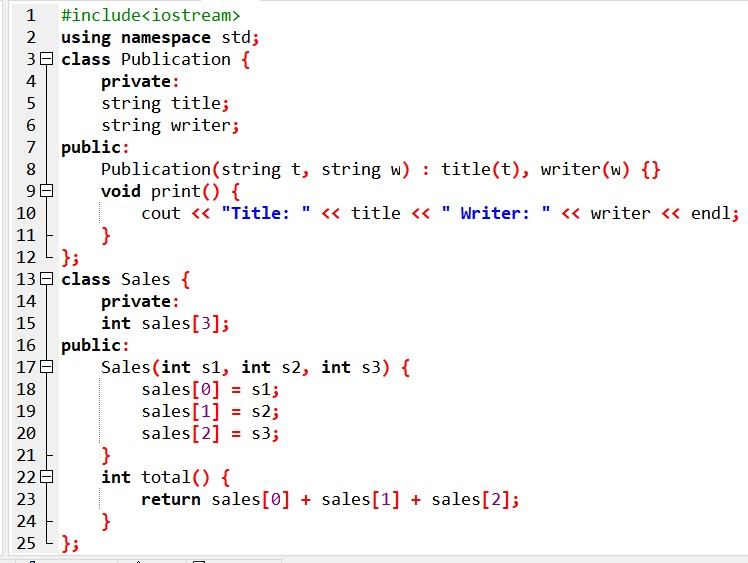 1 #include<iostream>
2 using namespace std;
3 class Publication {
4     private:
5     string title;
6     string writer;
7 public:
8     Publication(string t, string w) : title(t), writer(w) {}
9     void print() {
10         cout << "Title: " << title << " Writer: " << writer << endl;
11     }
12 };
13 class Sales {
14     private:
15     int sales[3];
16 public:
17     Sales(int s1, int s2, int s3) {
18         sales[0] = s1;
19         sales[1] = s2;
20         sales[2] = s3;
21     }
22     int total() {
23         return sales[0] + sales[1] + sales[2];
24     }
25 };